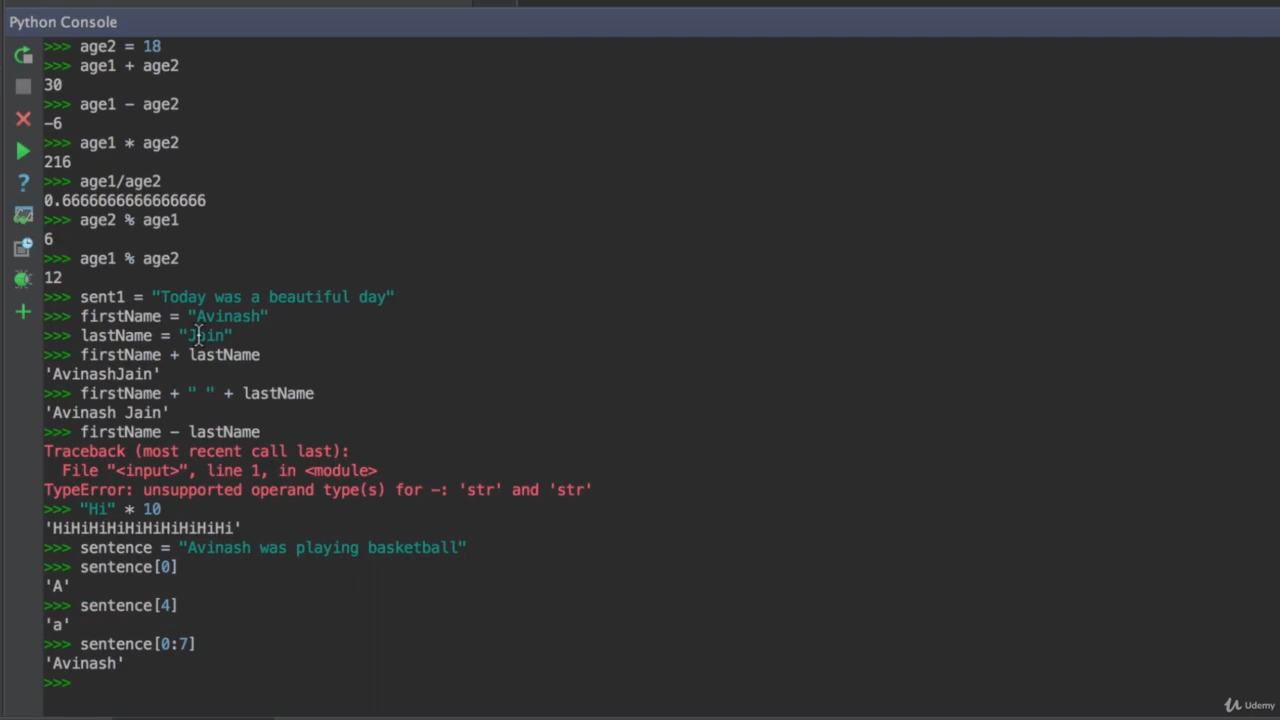 Python Console
>>> age2 = 18
>>> age1 + age2
30
>>> age1 - age2
-6
>>> age1 * age2
216
>>> age1/age2
0.6666666666666666
>>> age2 % age1
6
>>> age1 % age2
12
>>> sent1 = "Today was a beautiful day"
>>> firstName = "Avinash"
>>> lastName = "Jain"
>>> firstName + lastName
'AvinashJain'
>>> firstName + " " + lastName
'Avinash Jain'
>>> firstName - lastName
Traceback (most recent call last):
  File "<input>", line 1, in <module>
TypeError: unsupported operand type(s) for -: 'str' and 'str'
>>> "Hi" * 10
'HiHiHiHiHiHiHiHiHiHi'
>>> sentence = "Avinash was playing basketball"
>>> sentence[0]
'A'
>>> sentence[4]
'a'
>>> sentence[0:7]
'Avinash'
>>>
Udemy